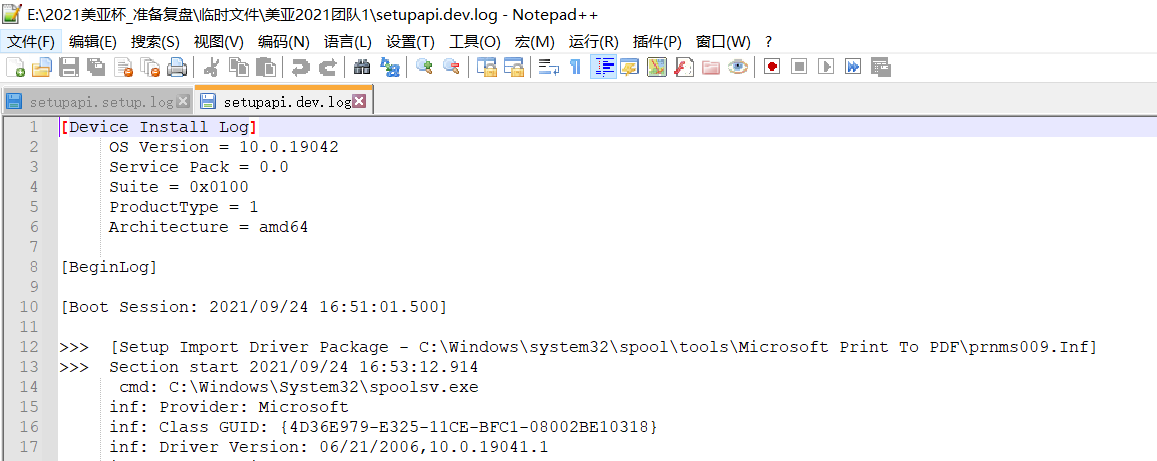 E:\2021美亚杯_准备复盘\临时文件\美亚2021团队1\setupapi.dev.log - Notepad++
文件(F) 编辑(E) 搜索(S) 视图(V) 编码(N) 语言(L) 设置(T) 工具(O) 宏(M) 运行(R) 插件(P) 窗口(W) ?
setupapi.setup.log setupapi.dev.log
1 [Device Install Log]
2 OS Version = 10.0.19042
3 Service Pack = 0.0
4 Suite = 0x0100
5 ProductType = 1
6 Architecture = amd64
7
8 [BeginLog]
9
10 [Boot Session: 2021/09/24 16:51:01.500]
11
12 >>> [Setup Import Driver Package - C:\Windows\system32\spool\tools\Microsoft Print To PDF\prnms009.Inf]
13 >>> Section start 2021/09/24 16:53:12.914
14 cmd: C:\Windows\System32\spoolsv.exe
15 inf: Provider: Microsoft
16 inf: Class GUID: {4D36E979-E325-11CE-BFC1-08002BE10318}
17 inf: Driver Version: 06/21/2006,10.0.19041.1